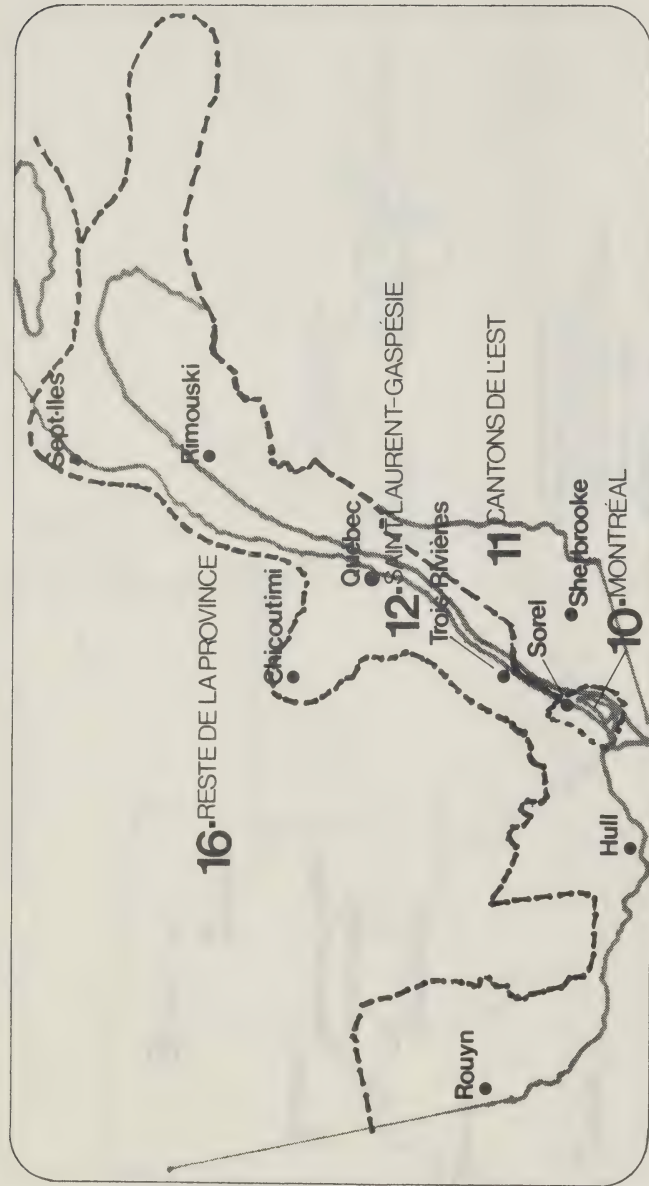 Sept-Iles
Rimouski
16-RESTE DE LA PROVINCE
Chicoutimi
Québec
12-SAINT-LAURENT-GASPÉSIE
Trois-Rivières
11 CANTONS DE L'EST
Sherbrooke
Sorel
10-MONTRÉAL
Hull
Rouyn